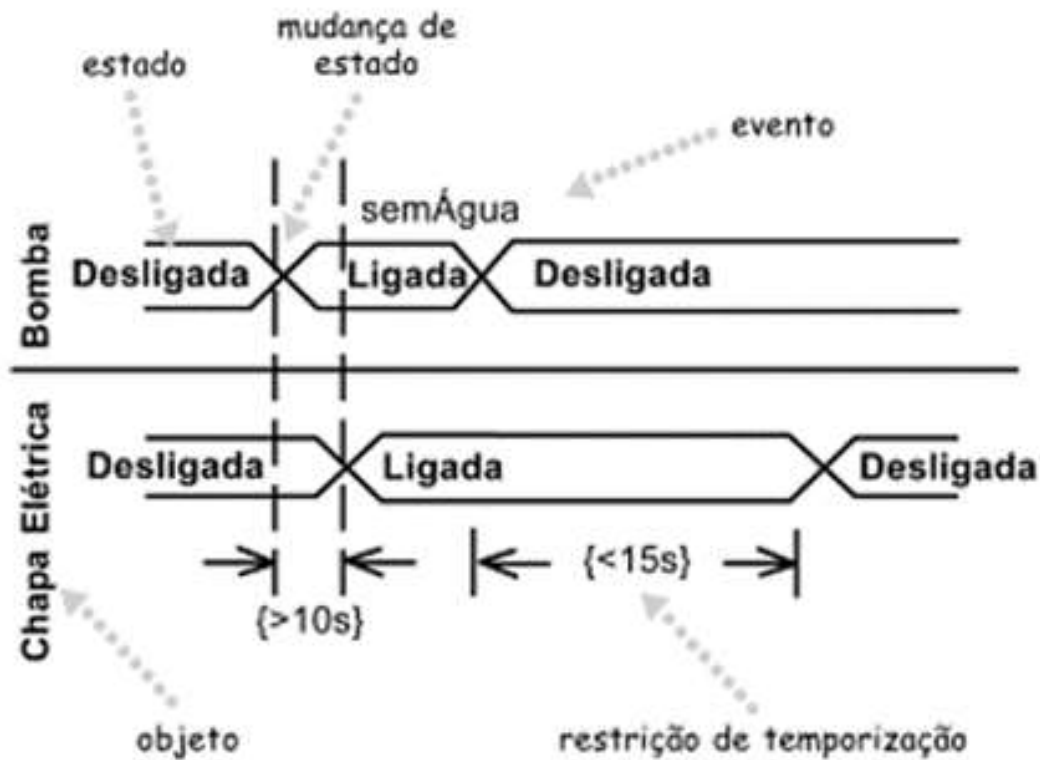 mudança de
estado
estado
evento
semÁgua
Bomba
Desligada
Ligada
Desligada
Chapa Elétrica
Desligada
Ligada
Desligada
{<15s}
{>10s}
objeto
restrição de temporização